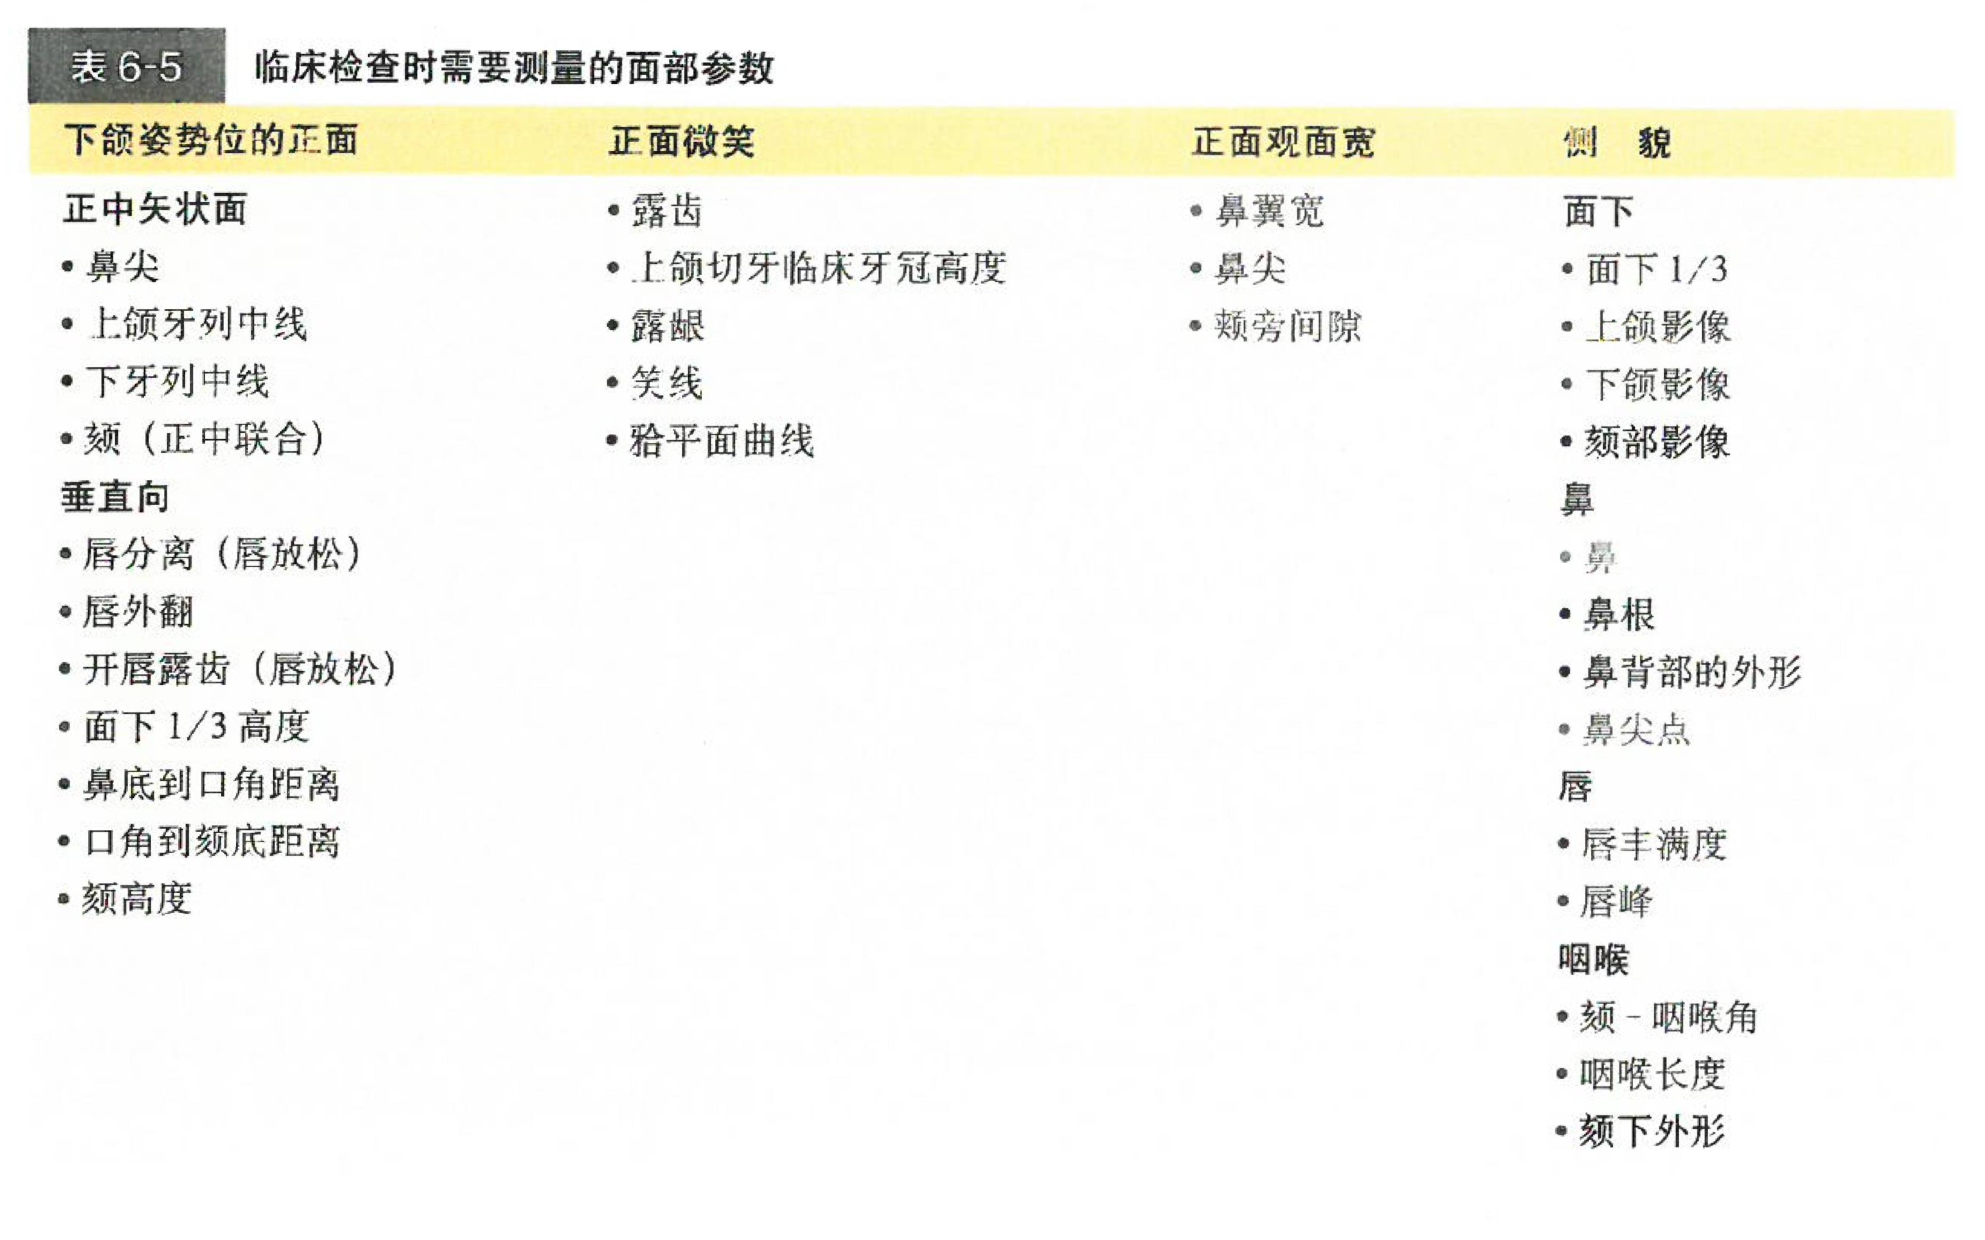 表 6-5 临床检查时需要测量的面部参数
下颌姿势位的正面
正中矢状面
• 鼻尖
• 上颌牙列中线
• 下牙列中线
• 颏（正中联合）
垂直向
• 唇分离（唇放松）
• 唇外翻
• 开唇露齿（唇放松）
• 面下 1/3 高度
• 鼻底到口角距离
• 口角到颏底距离
• 颏高度
正面微笑
• 露齿
• 上颌切牙临床牙冠高度
• 露龈
• 笑线
• 𬌗平面曲线
正面观面宽
• 鼻翼宽
• 鼻尖
• 颊旁间隙
侧 貌
面下
• 面下 1/3
• 上颌影像
• 下颌影像
• 颏部影像
鼻
• 鼻
• 鼻根
• 鼻背部的外形
• 鼻尖点
唇
• 唇丰满度
• 唇峰
咽喉
• 颏－咽喉角
• 咽喉长度
• 颏下外形